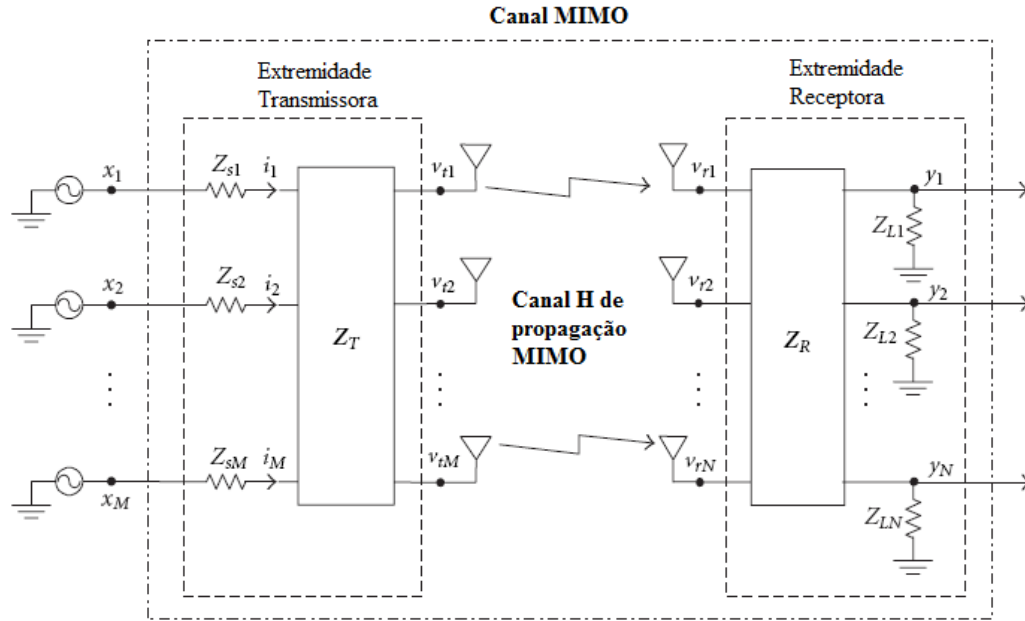 Canal MIMO
Extremidade
Transmissora
Extremidade
Receptora
x1
Zs1
i1
vt1
vr1
y1
ZL1
x2
Zs2
i2
vt2
vr2
y2
ZL2
Canal H de
propagação
MIMO
ZT
ZR
xM
ZsM
iM
vtM
vrN
yN
ZLN